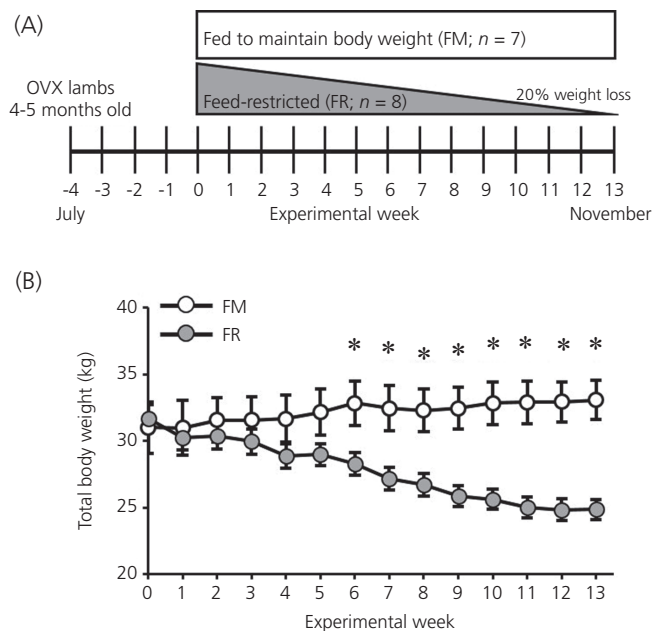 (A)
Fed to maintain body weight (FM; n = 7)
OVX lambs
4-5 months old
Feed-restricted (FR; n = 8)
20% weight loss
-4 -3 -2 -1 0 1 2 3 4 5 6 7 8 9 10 11 12 13
July Experimental week November
(B)
40
35
30
25
20
Total body weight (kg)
FM
FR
* * * * * * * *
0 1 2 3 4 5 6 7 8 9 10 11 12 13
Experimental week